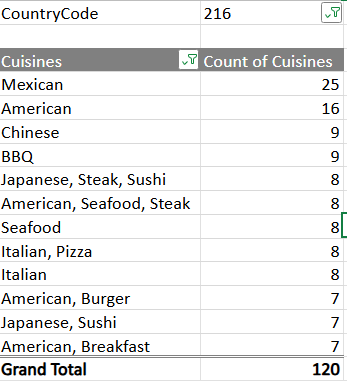 CountryCode 216
Cuisines Count of Cuisines
Mexican 25
American 16
Chinese 9
BBQ 9
Japanese, Steak, Sushi 8
American, Seafood, Steak 8
Seafood 8
Italian, Pizza 8
Italian 8
American, Burger 7
Japanese, Sushi 7
American, Breakfast 7
Grand Total 120